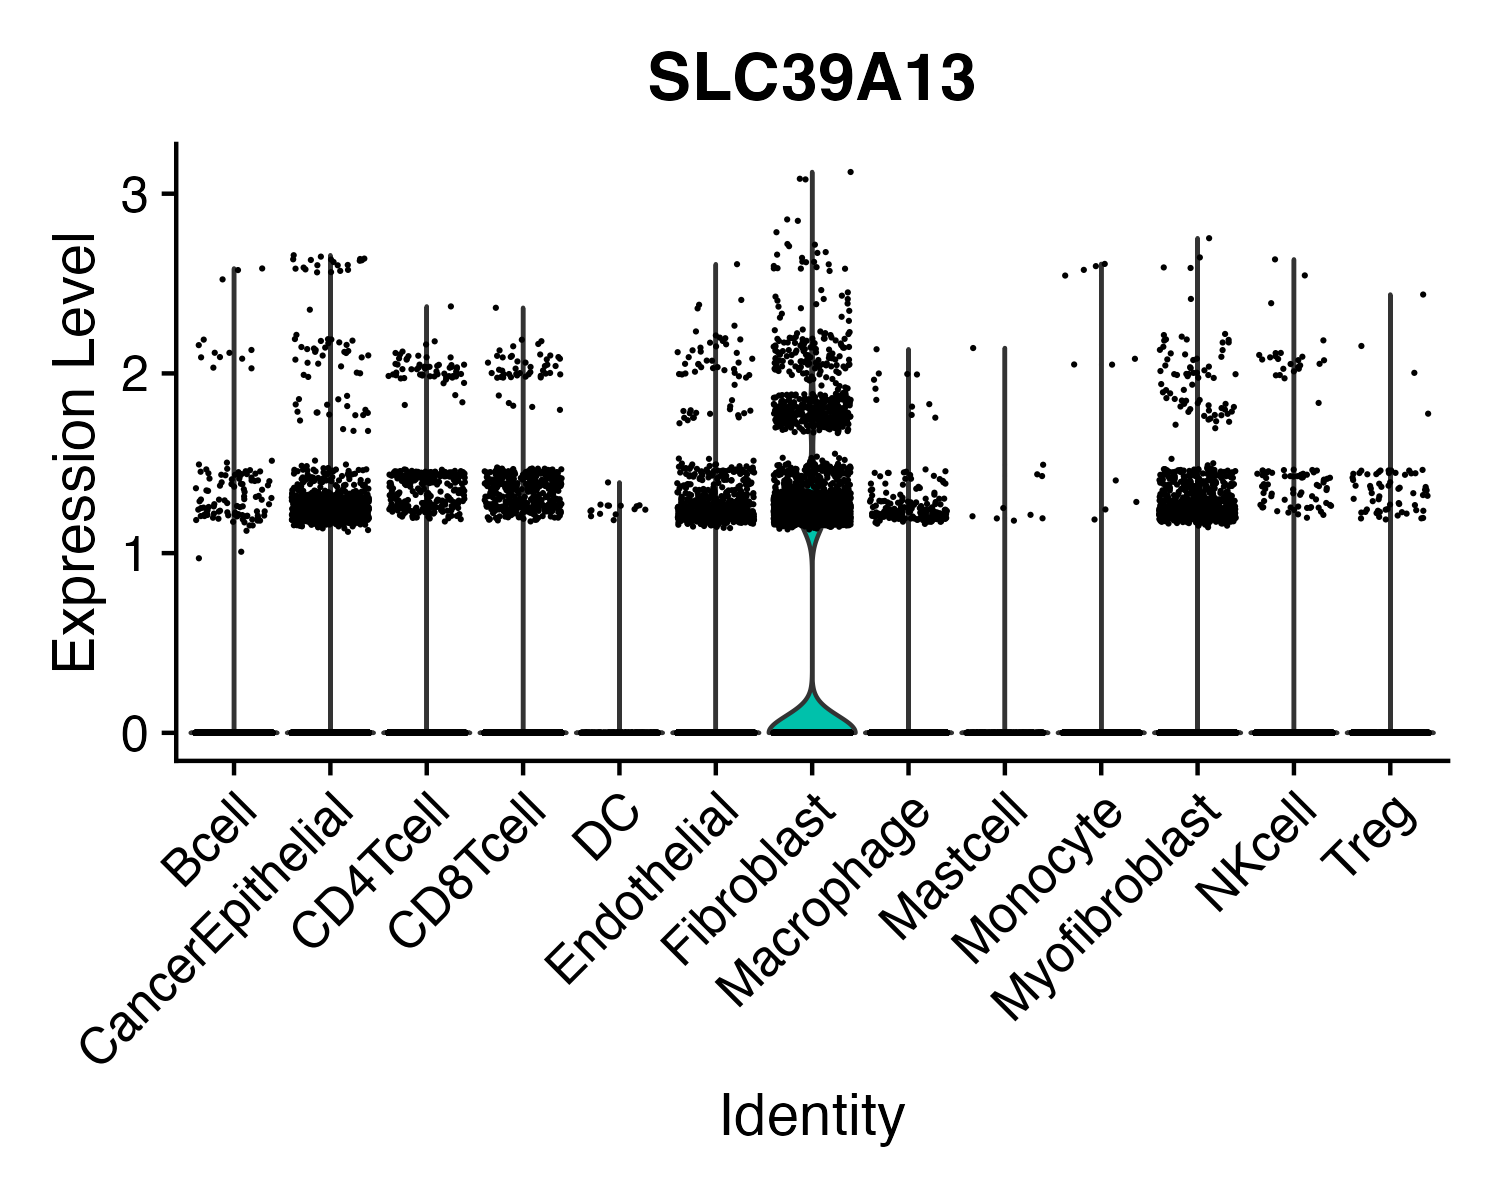 SLC39A13
Expression Level
3
2
1
0
Bcell
CancerEpithelial
CD4Tcell
CD8Tcell
DC
Endothelial
Fibroblast
Macrophage
Mastcell
Monocyte
Myofibroblast
NKcell
Treg
Identity